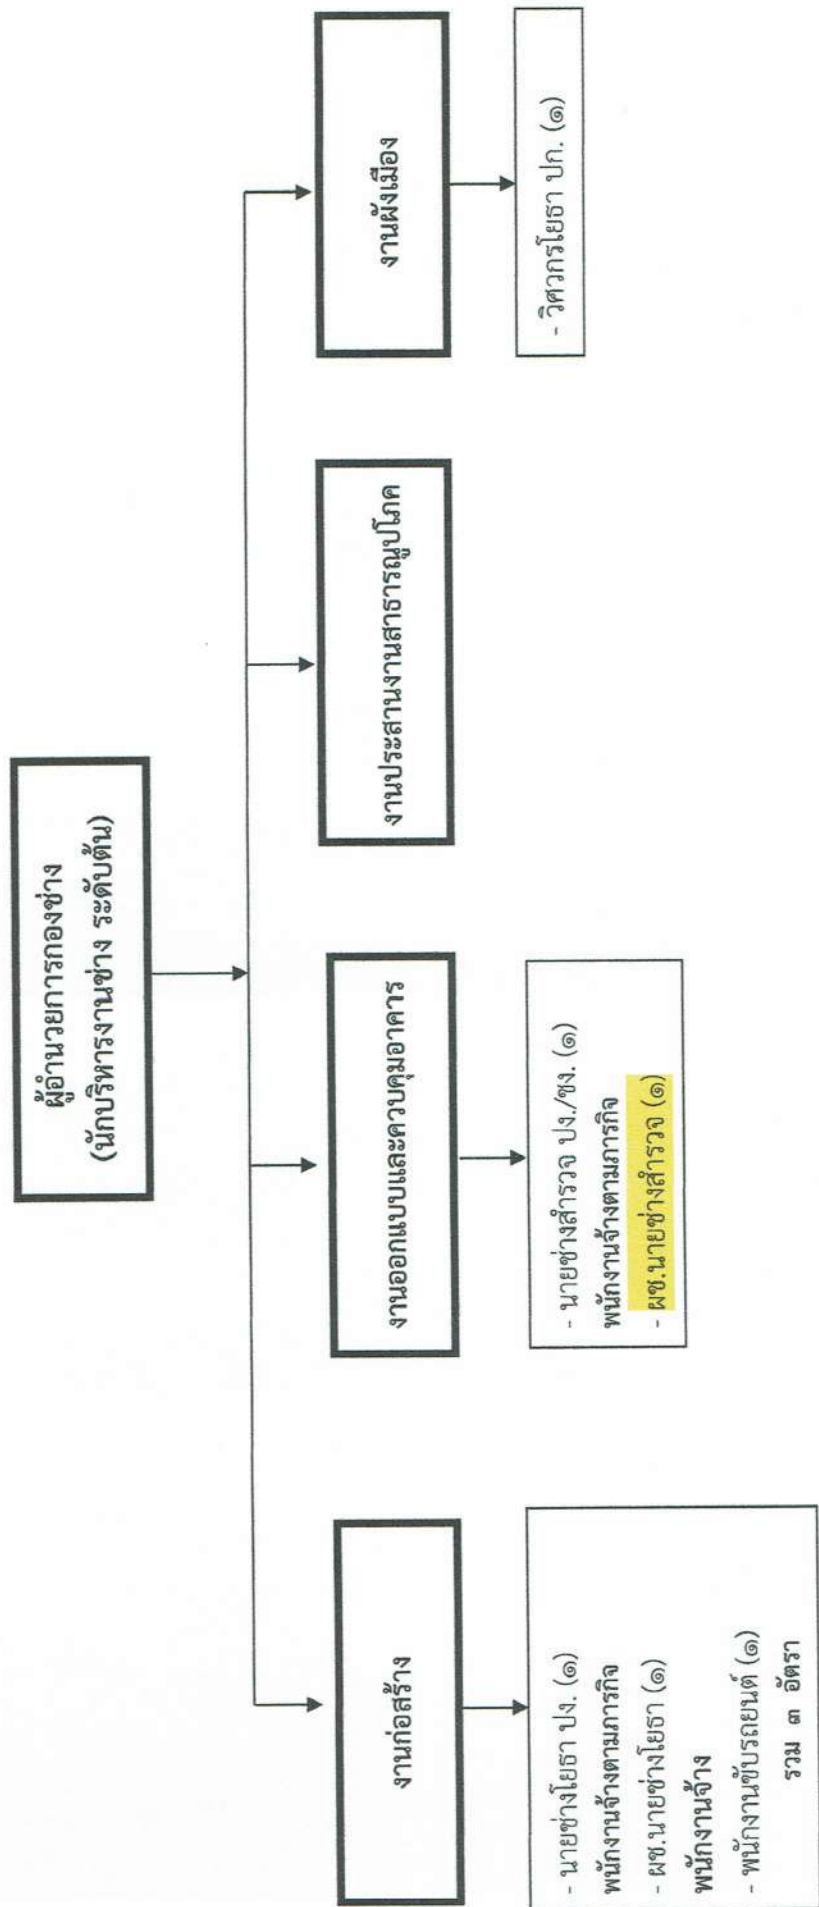 ผู้อำนวยการกองช่าง
(นักบริหารงานช่าง ระดับต้น)
งานก่อสร้าง
- นายช่างโยธา ปง. (๑)
พนักงานจ้างตามภารกิจ
- ผช.นายช่างโยธา (๑)
พนักงานจ้าง
- พนักงานขับรถยนต์ (๑)
รวม ๓ อัตรา
งานออกแบบและควบคุมอาคาร
- นายช่างสำรวจ ปง./ชง. (๑)
พนักงานจ้างตามภารกิจ
- ผช.นายช่างสำรวจ (๑)
งานประสานงานสาธารณูปโภค
งานผังเมือง
- วิศวกรโยธา ปก. (๑)